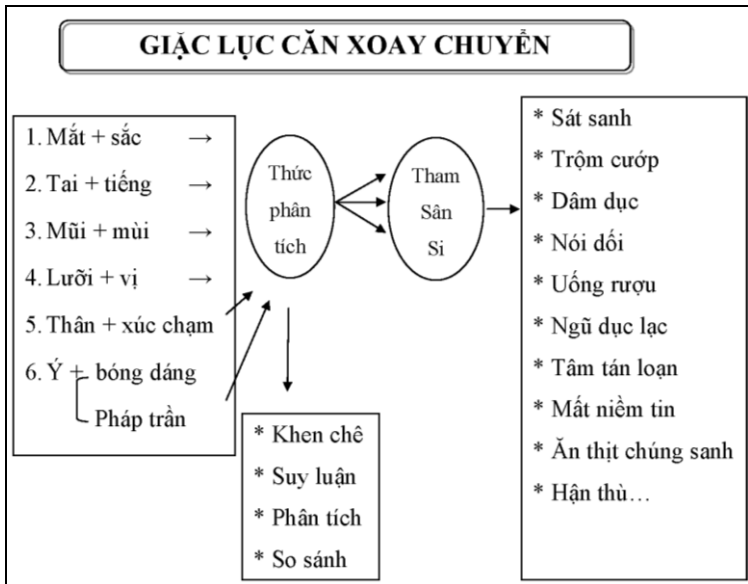 GIẶC LỤC CĂN XOAY CHUYỂN
1. Mắt + sắc →
2. Tai + tiếng →
3. Mũi + mùi →
4. Lưỡi + vị →
5. Thân + xúc chạm
6. Ý + bóng dáng
Pháp trần
Thức
phân
tích
Tham
Sân
Si
* Khen chê
* Suy luận
* Phân tích
* So sánh
* Sát sanh
* Trộm cướp
* Dâm dục
* Nói dối
* Uống rượu
* Ngũ dục lạc
* Tâm tán loạn
* Mất niềm tin
* Ăn thịt chúng sanh
* Hận thù…